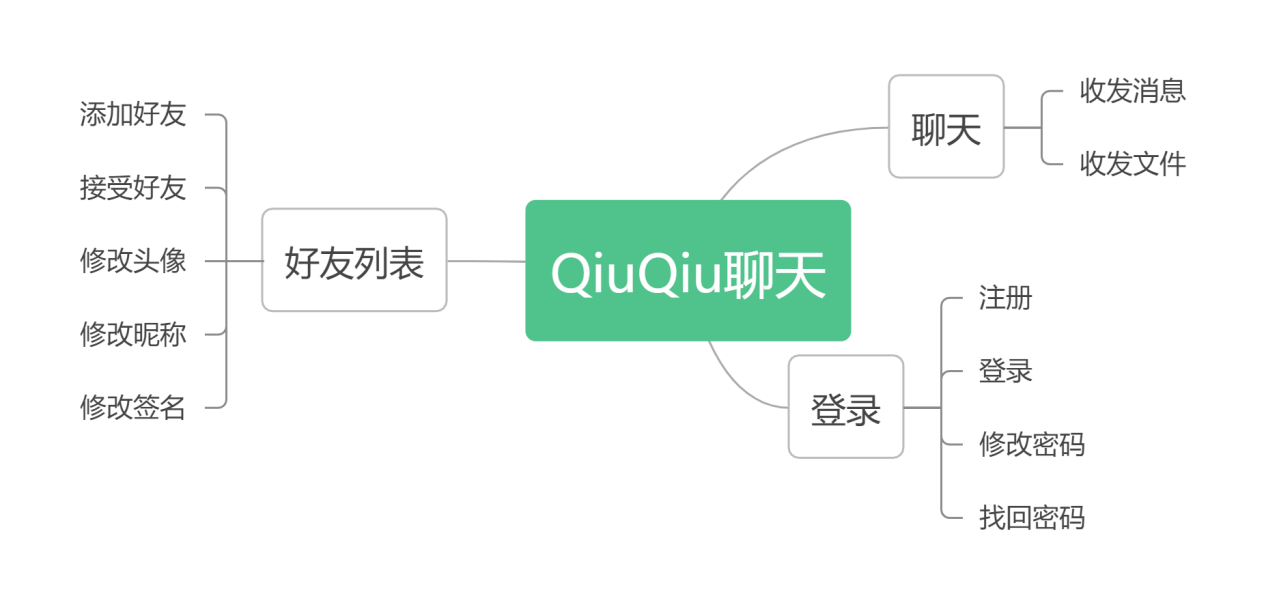 QiuQiu聊天
聊天
收发消息
收发文件
登录
注册
登录
修改密码
找回密码
好友列表
添加好友
接受好友
修改头像
修改昵称
修改签名